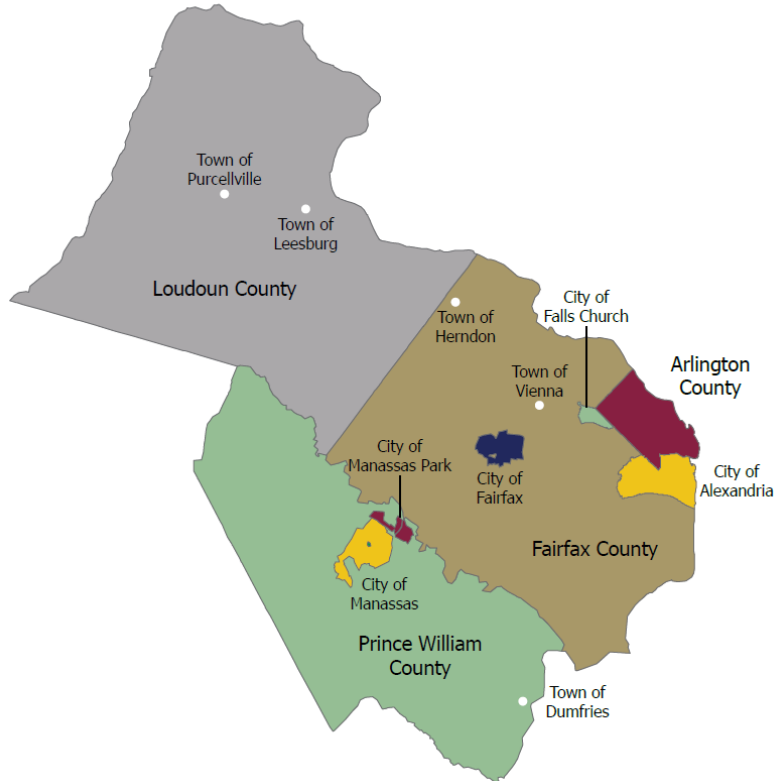 Town of
Purcellville
Town of
Leesburg
Loudoun County
City of
Falls Church
Town of
Herndon
Arlington
County
Town of
Vienna
City of
Manassas Park
City of
Fairfax
City of
Alexandria
Fairfax County
City of
Manassas
Prince William
County
Town of
Dumfries